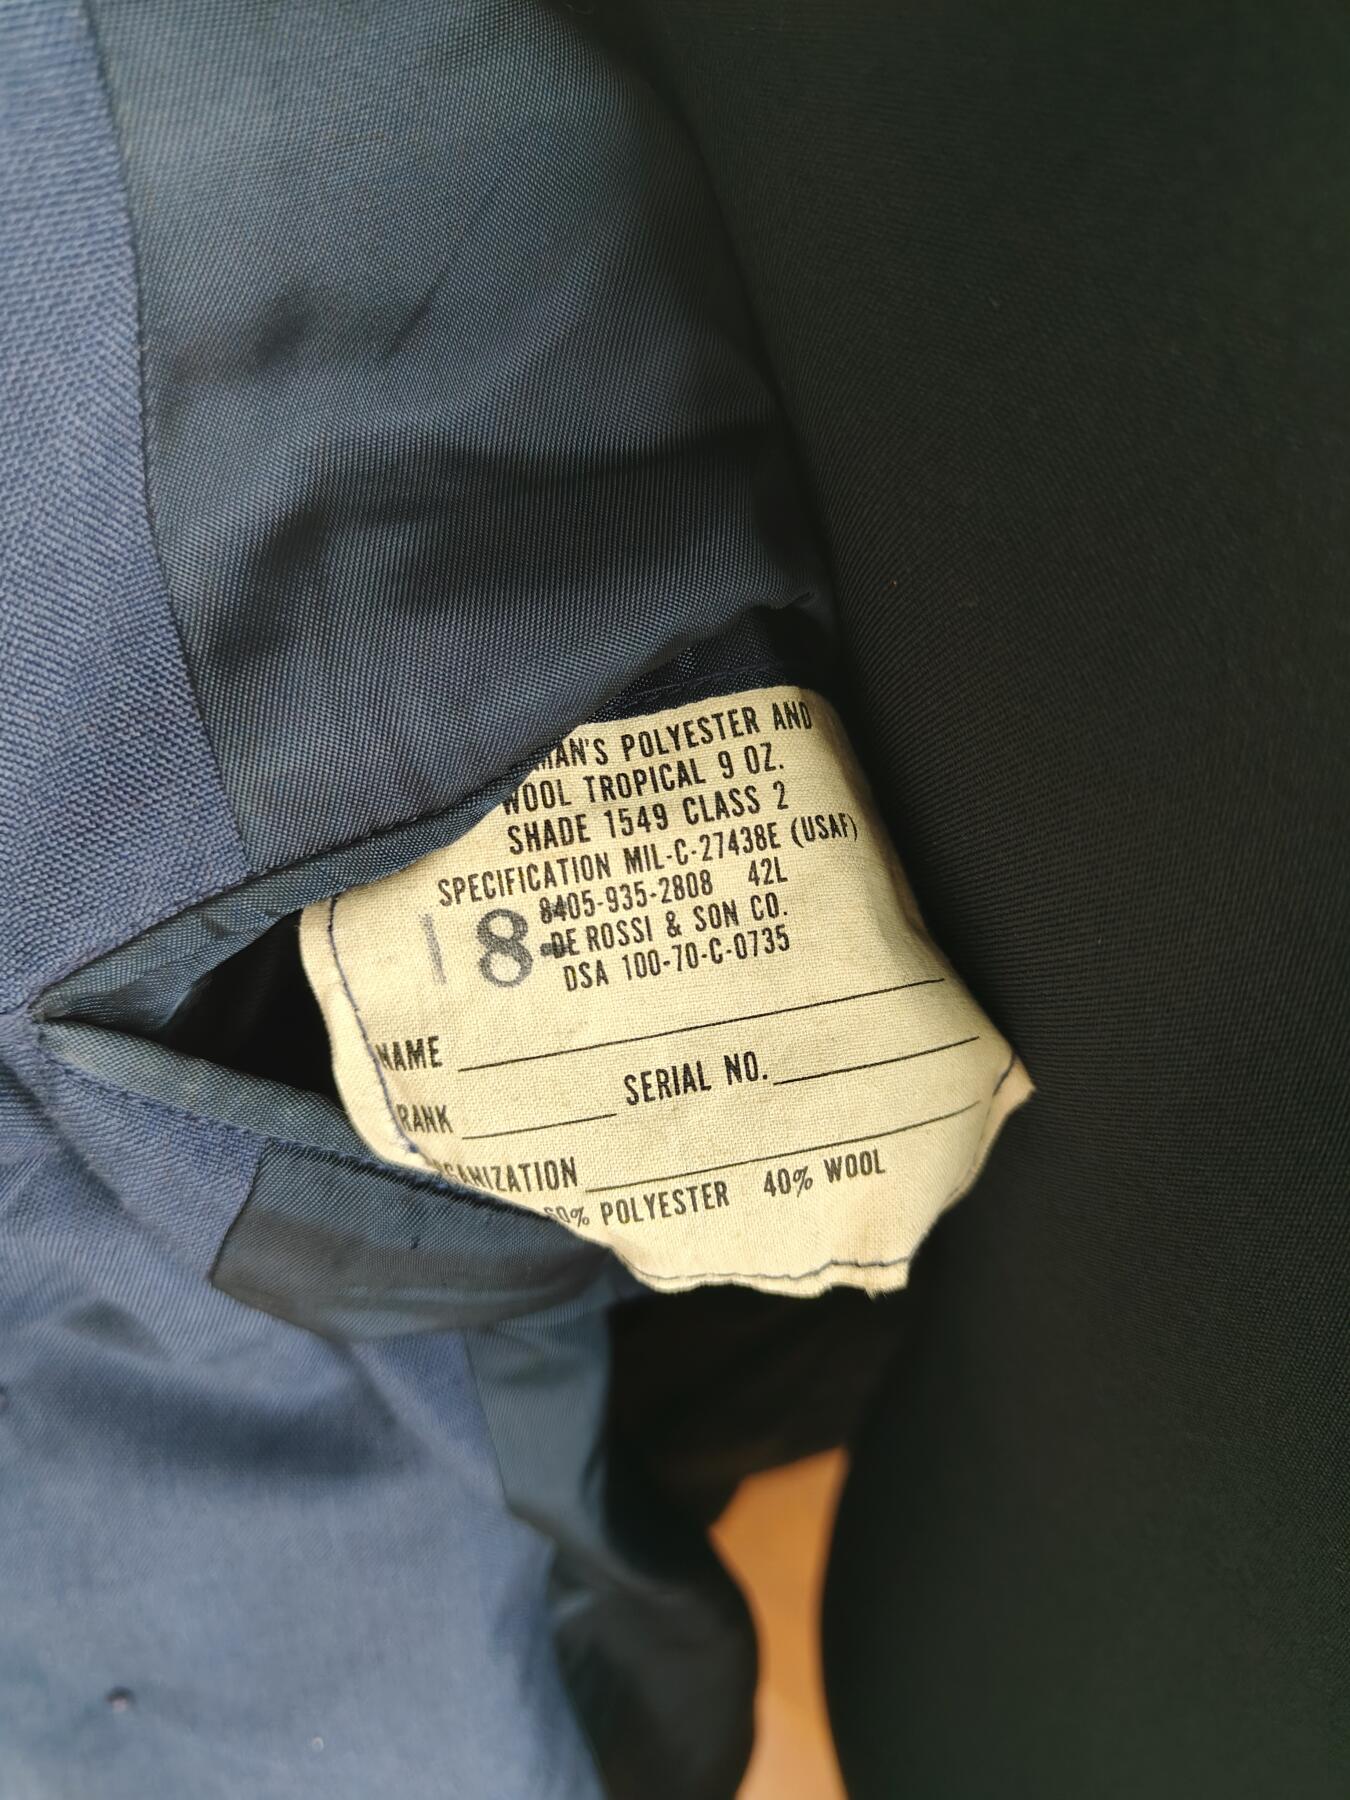 MAN'S POLYESTER AND
WOOL TROPICAL 9 OZ.
SHADE 1549 CLASS 2
SPECIFICATION MIL-C-27438E (USAF)
8405-935-2808 42L
18
DE ROSSI & SON CO.
DSA 100-70-C-0735
NAME
RANK SERIAL NO.
ORGANIZATION
60% POLYESTER 40% WOOL